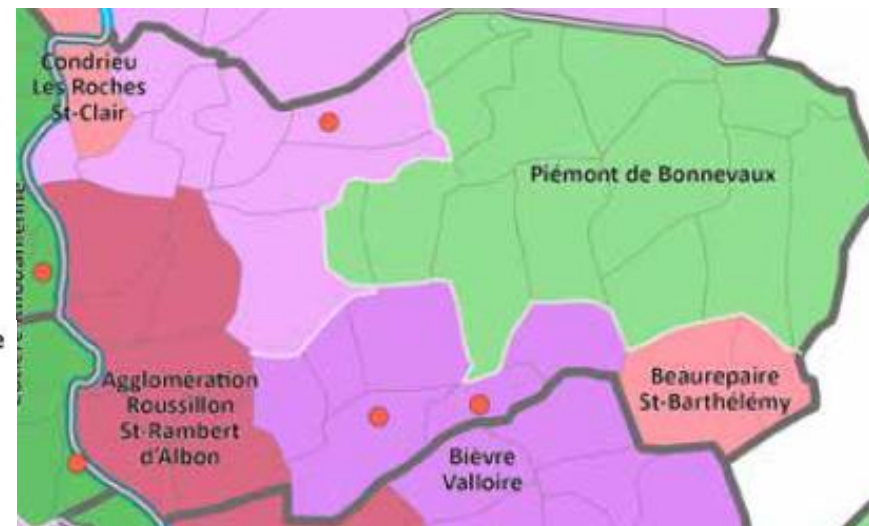 Condrieu
Les Roches
St-Clair
Piémont de Bonnevaux
Agglomération
Roussillon
St-Rambert
d'Albon
Beaurepaire
St-Barthélémy
Bièvre
Valloire